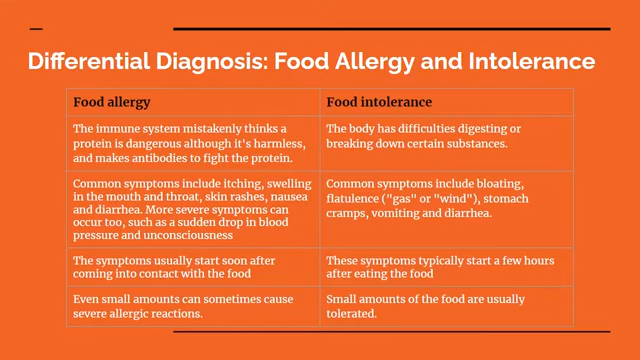 Differential Diagnosis: Food Allergy and Intolerance
Food allergy
Food intolerance
The immune system mistakenly thinks a
protein is dangerous although it's harmless,
and makes antibodies to fight the protein.
The body has difficulties digesting or
breaking down certain substances.
Common symptoms include itching, swelling
in the mouth and throat, skin rashes, nausea
and diarrhea. More severe symptoms can
occur too, such as a sudden drop in blood
pressure and unconsciousness
Common symptoms include bloating,
flatulence ("gas" or "wind"), stomach
cramps, vomiting and diarrhea.
The symptoms usually start soon after
coming into contact with the food
These symptoms typically start a few hours
after eating the food
Even small amounts can sometimes cause
severe allergic reactions.
Small amounts of the food are usually
tolerated.